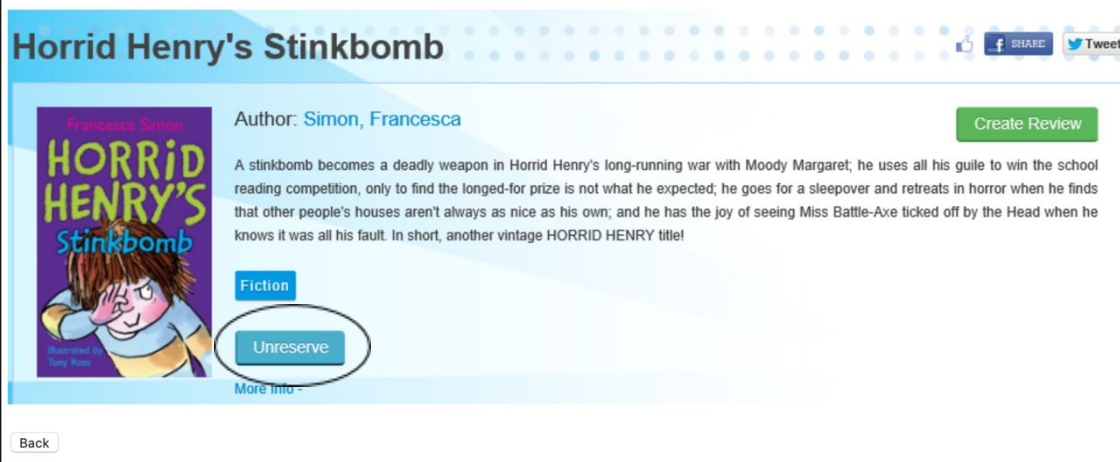 Horrid Henry's Stinkbomb
SHARE
Tweet
Francesca Simon
HORRiD
HENRY'S
Stinkbomb
Illustrated by
Tony Ross
Author: Simon, Francesca
Create Review
A stinkbomb becomes a deadly weapon in Horrid Henry's long-running war with Moody Margaret; he uses all his guile to win the school
reading competition, only to find the longed-for prize is not what he expected; he goes for a sleepover and retreats in horror when he finds
that other people's houses aren't always as nice as his own; and he has the joy of seeing Miss Battle-Axe ticked off by the Head when he
knows it was all his fault. In short, another vintage HORRID HENRY title!
Fiction
Unreserve
More Info -
Back